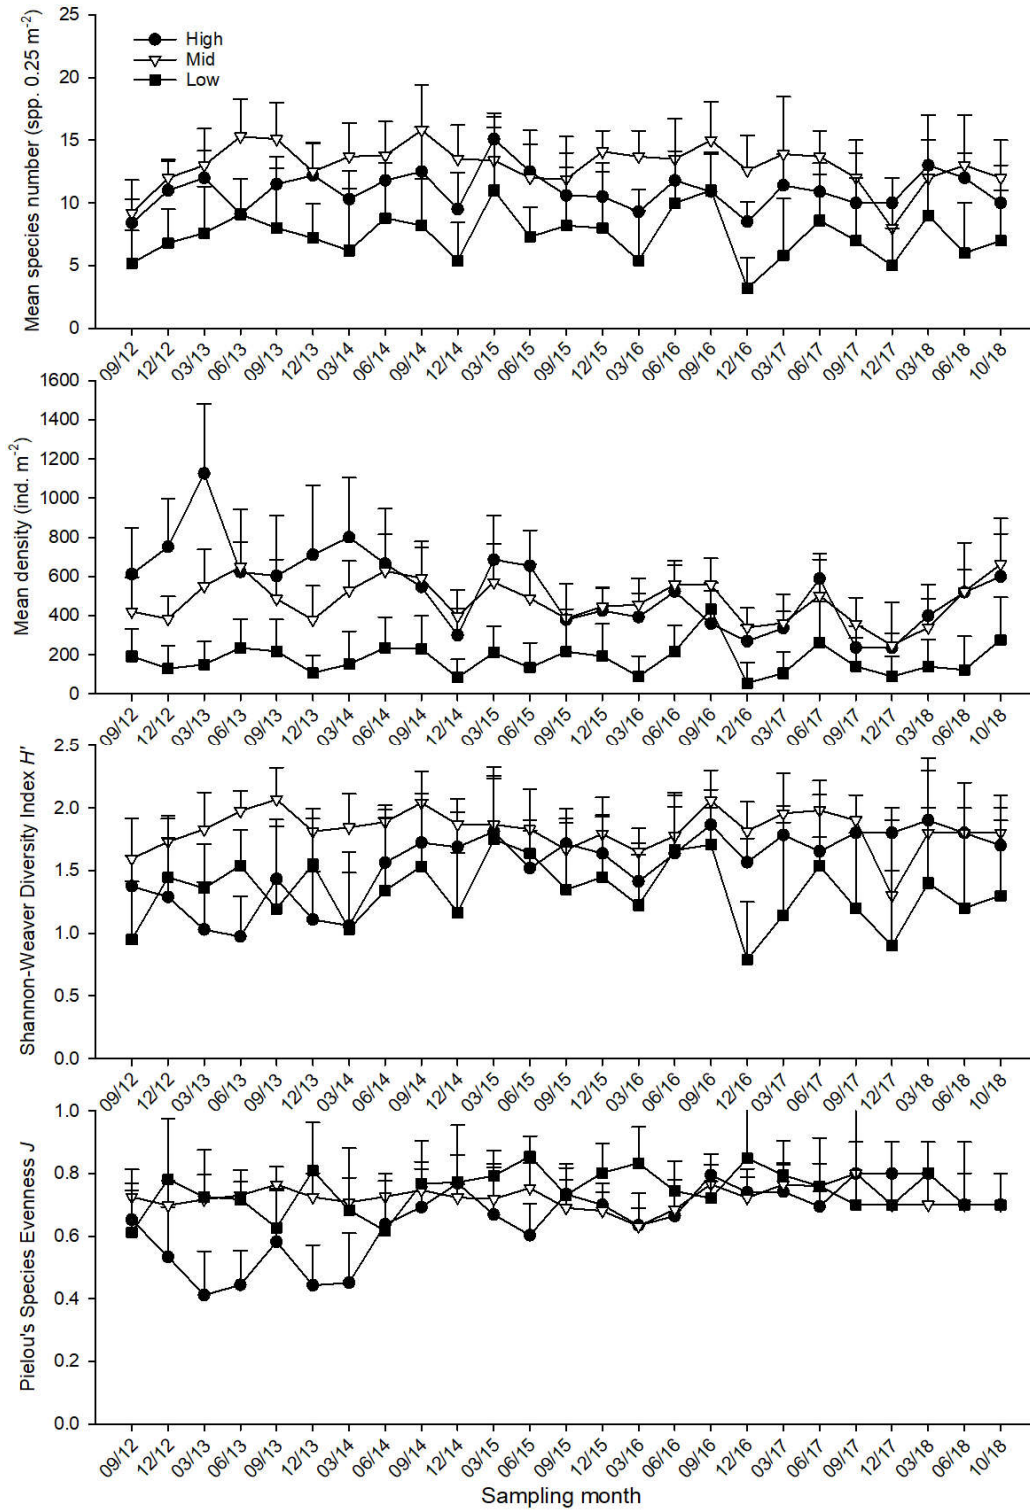 Mean species number (spp. 0.25 m⁻²)
25
20
15
10
5
0
High
Mid
Low
09/12 12/12 03/13 06/13 09/13 12/13 03/14 06/14 09/14 12/14 03/15 06/15 09/15 12/15 03/16 06/16 09/16 12/16 03/17 06/17 09/17 12/17 03/18 06/18 10/18
Mean density (ind. m⁻²)
1600
1400
1200
1000
800
600
400
200
0
09/12 12/12 03/13 06/13 09/13 12/13 03/14 06/14 09/14 12/14 03/15 06/15 09/15 12/15 03/16 06/16 09/16 12/16 03/17 06/17 09/17 12/17 03/18 06/18 10/18
Shannon-Weaver Diversity Index H'
2.5
2.0
1.5
1.0
0.5
0.0
09/12 12/12 03/13 06/13 09/13 12/13 03/14 06/14 09/14 12/14 03/15 06/15 09/15 12/15 03/16 06/16 09/16 12/16 03/17 06/17 09/17 12/17 03/18 06/18 10/18
Pielou's Species Evenness J
1.0
0.8
0.6
0.4
0.2
0.0
09/12 12/12 03/13 06/13 09/13 12/13 03/14 06/14 09/14 12/14 03/15 06/15 09/15 12/15 03/16 06/16 09/16 12/16 03/17 06/17 09/17 12/17 03/18 06/18 10/18
Sampling month